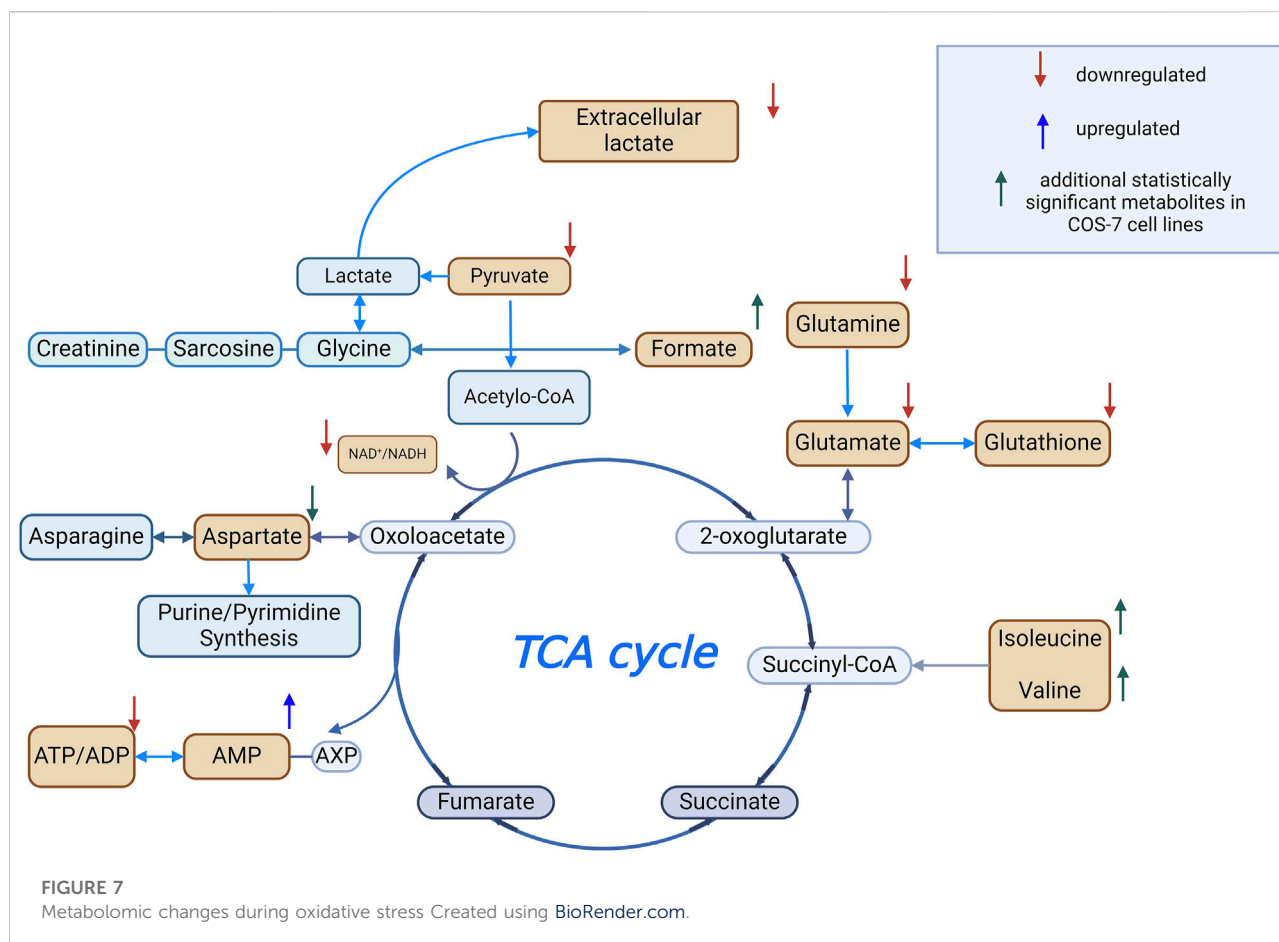 downregulated
upregulated
additional statistically
significant metabolites in
COS-7 cell lines
Extracellular
lactate
Lactate
Pyruvate
Creatinine
Sarcosine
Glycine
Formate
Glutamine
Acetylo-CoA
NAD⁺/NADH
Glutamate
Glutathione
Asparagine
Aspartate
Oxoloacetate
2-oxoglutarate
Purine/Pyrimidine
Synthesis
TCA cycle
Succinyl-CoA
Isoleucine
Valine
ATP/ADP
AMP
AXP
Fumarate
Succinate
FIGURE 7
Metabolomic changes during oxidative stress Created using BioRender.com.